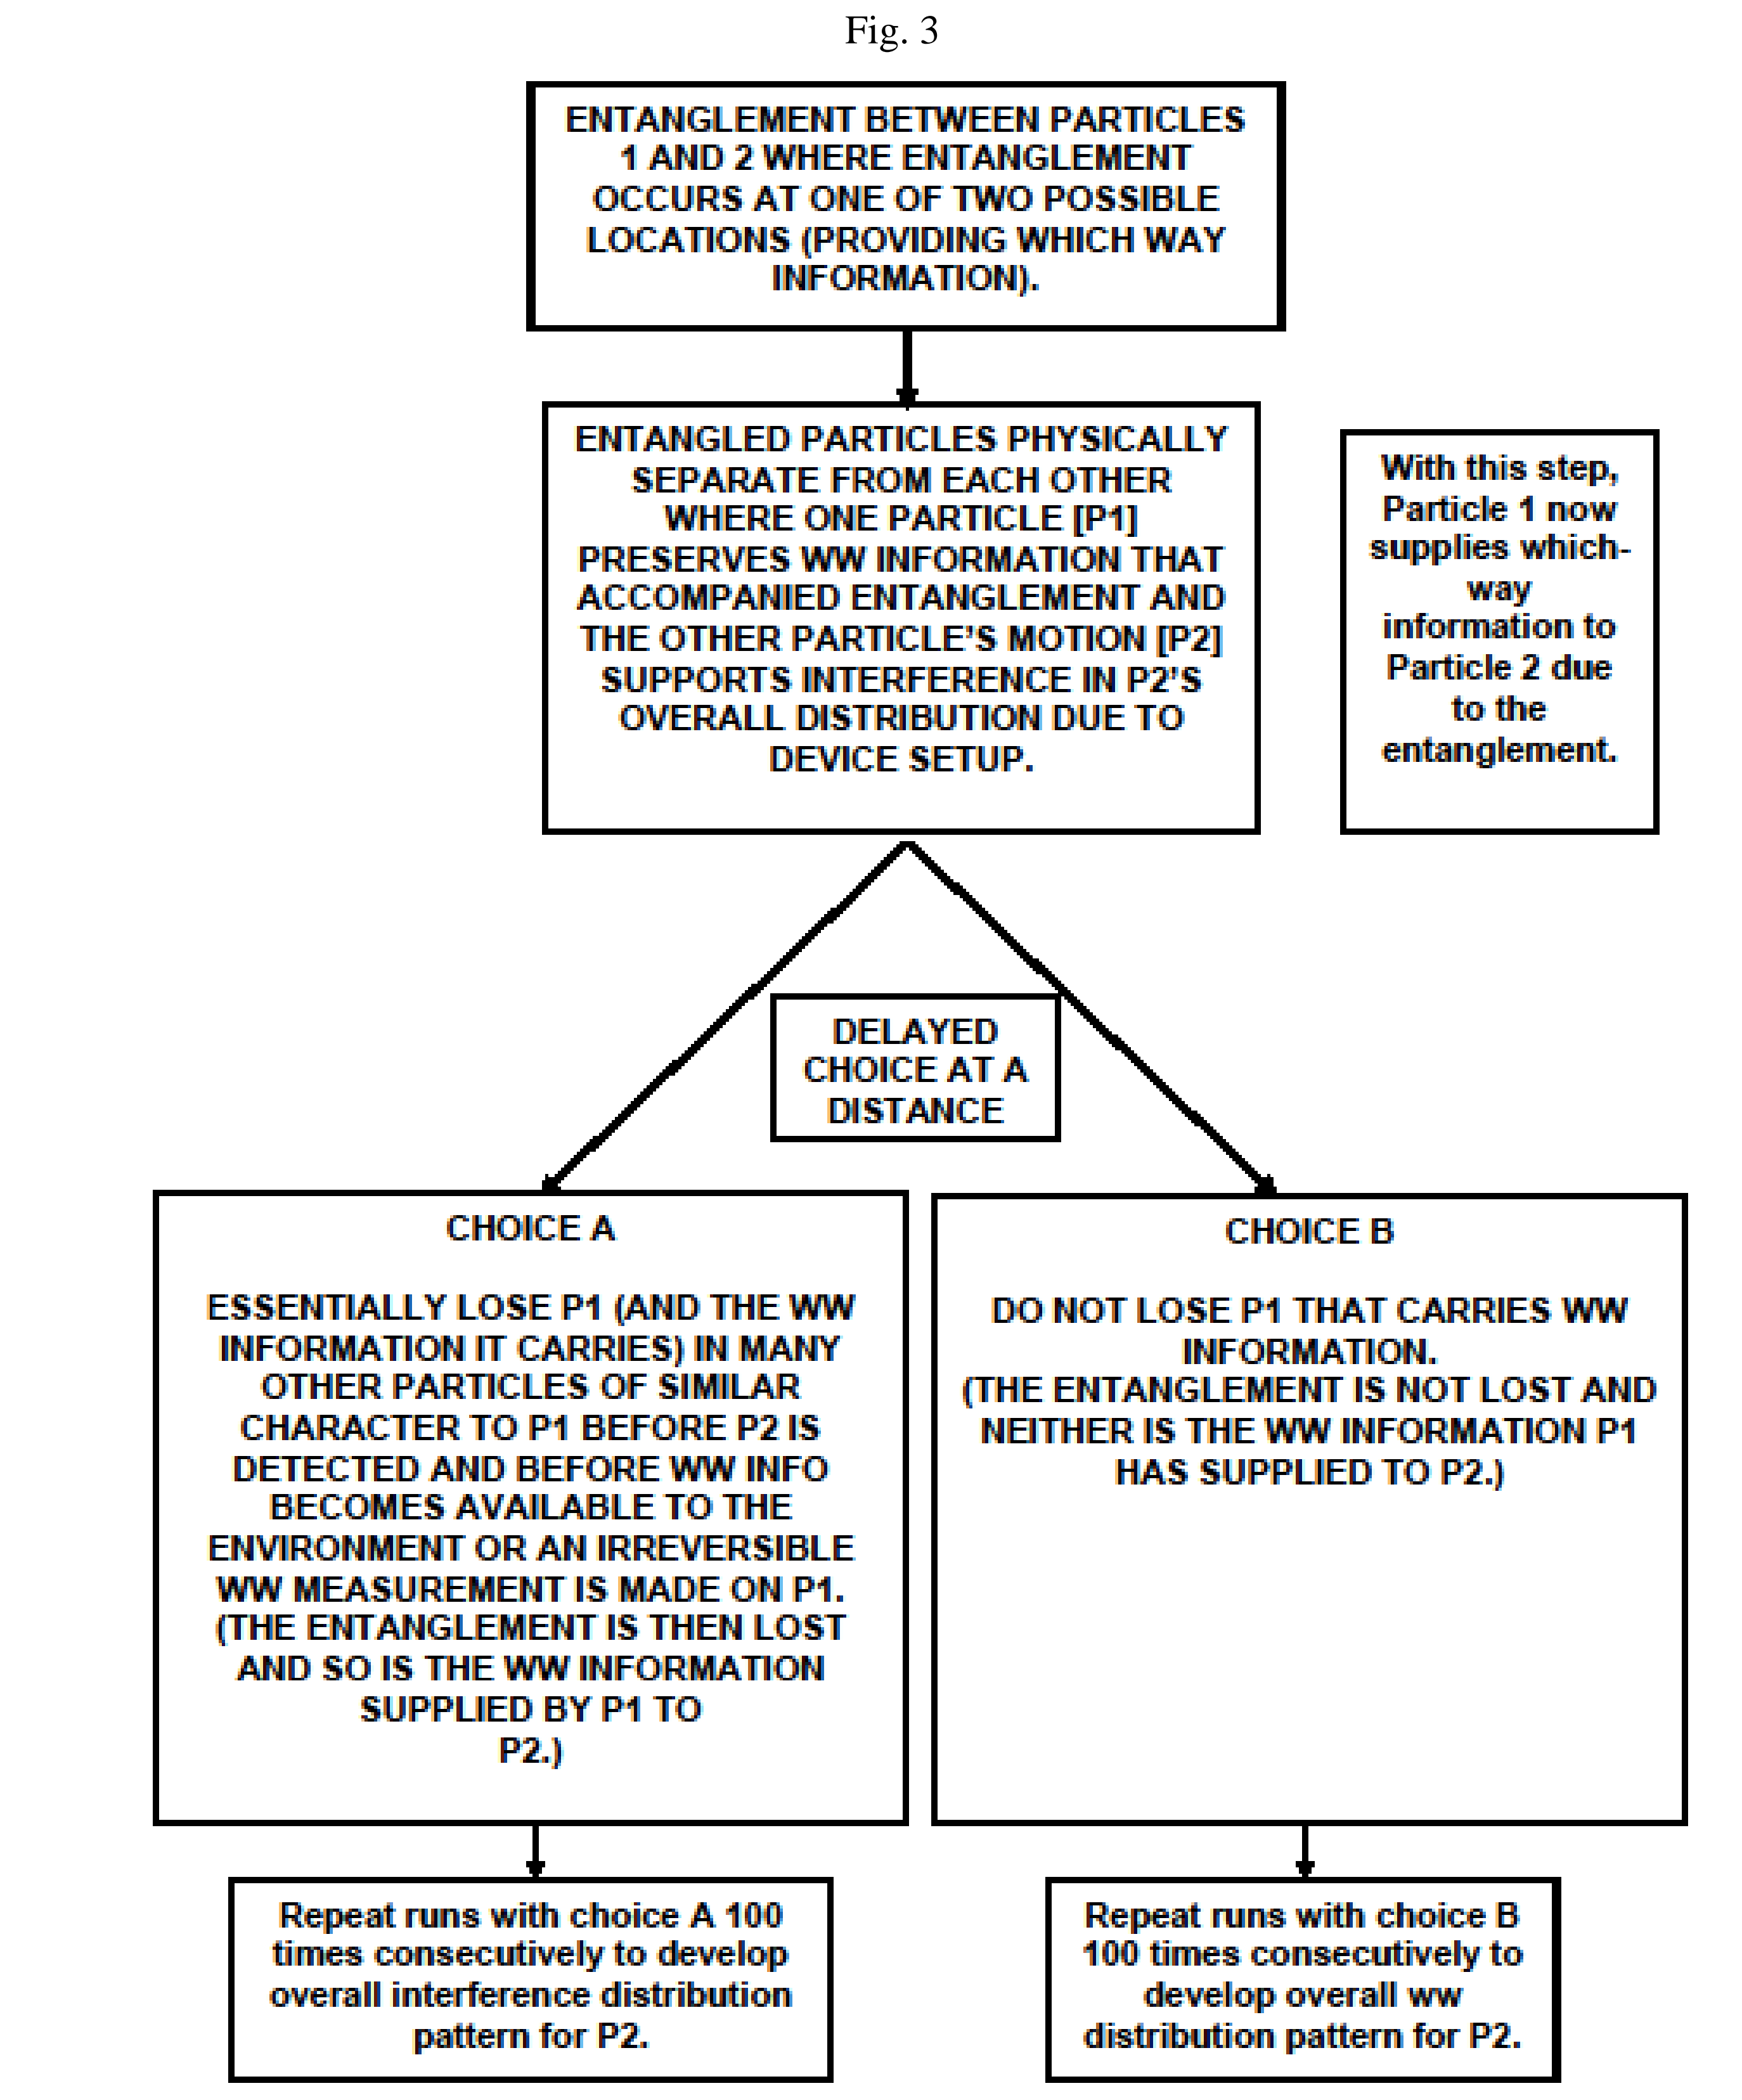 Fig. 3
ENTANGLEMENT BETWEEN PARTICLES
1 AND 2 WHERE ENTANGLEMENT
OCCURS AT ONE OF TWO POSSIBLE
LOCATIONS (PROVIDING WHICH WAY
INFORMATION).
ENTANGLED PARTICLES PHYSICALLY
SEPARATE FROM EACH OTHER
WHERE ONE PARTICLE [P1]
PRESERVES WW INFORMATION THAT
ACCOMPANIED ENTANGLEMENT AND
THE OTHER PARTICLE'S MOTION [P2]
SUPPORTS INTERFERENCE IN P2'S
OVERALL DISTRIBUTION DUE TO
DEVICE SETUP.
With this step,
Particle 1 now
supplies which-
way
information to
Particle 2 due
to the
entanglement.
DELAYED
CHOICE AT A
DISTANCE
CHOICE A
ESSENTIALLY LOSE P1 (AND THE WW
INFORMATION IT CARRIES) IN MANY
OTHER PARTICLES OF SIMILAR
CHARACTER TO P1 BEFORE P2 IS
DETECTED AND BEFORE WW INFO
BECOMES AVAILABLE TO THE
ENVIRONMENT OR AN IRREVERSIBLE
WW MEASUREMENT IS MADE ON P1.
(THE ENTANGLEMENT IS THEN LOST
AND SO IS THE WW INFORMATION
SUPPLIED BY P1 TO
P2.)
CHOICE B
DO NOT LOSE P1 THAT CARRIES WW
INFORMATION.
(THE ENTANGLEMENT IS NOT LOST AND
NEITHER IS THE WW INFORMATION P1
HAS SUPPLIED TO P2.)
Repeat runs with choice A 100
times consecutively to develop
overall interference distribution
pattern for P2.
Repeat runs with choice B
100 times consecutively to
develop overall ww
distribution pattern for P2.